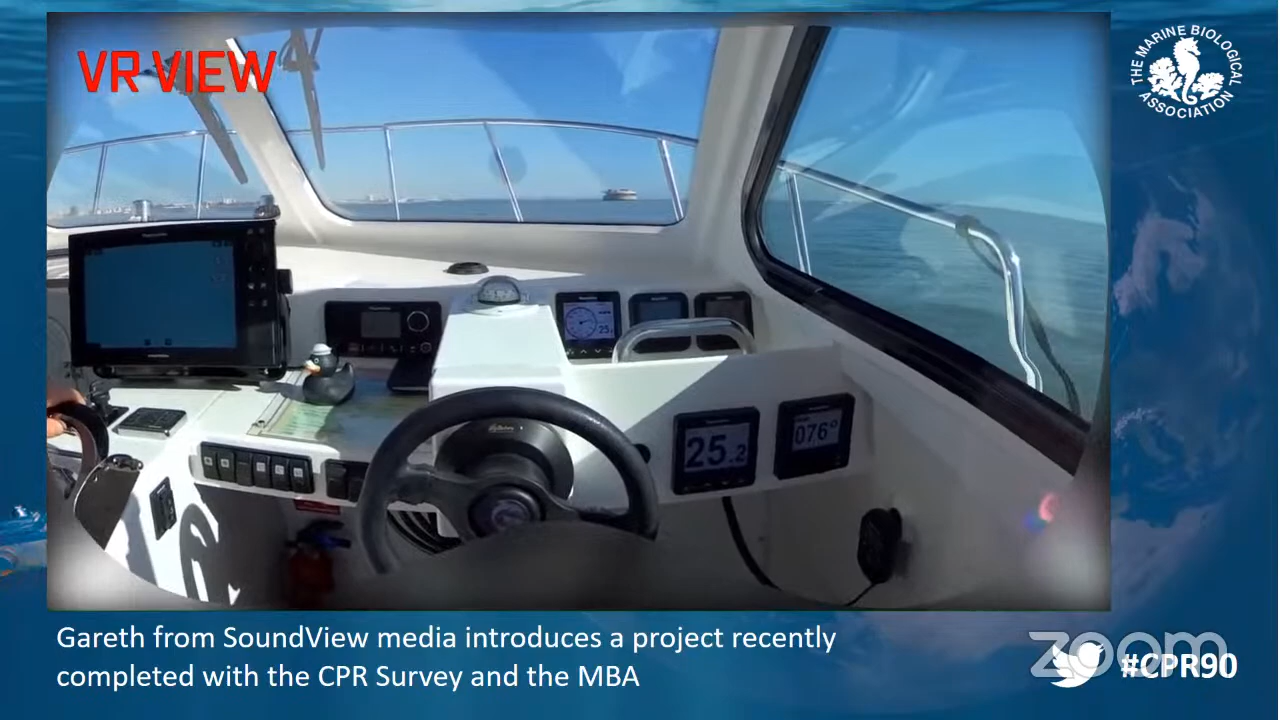 VR VIEW
THE MARINE BIOLOGICAL
ASSOCIATION
25.2
076°
Gareth from SoundView media introduces a project recently
completed with the CPR Survey and the MBA
zoom
#CPR90